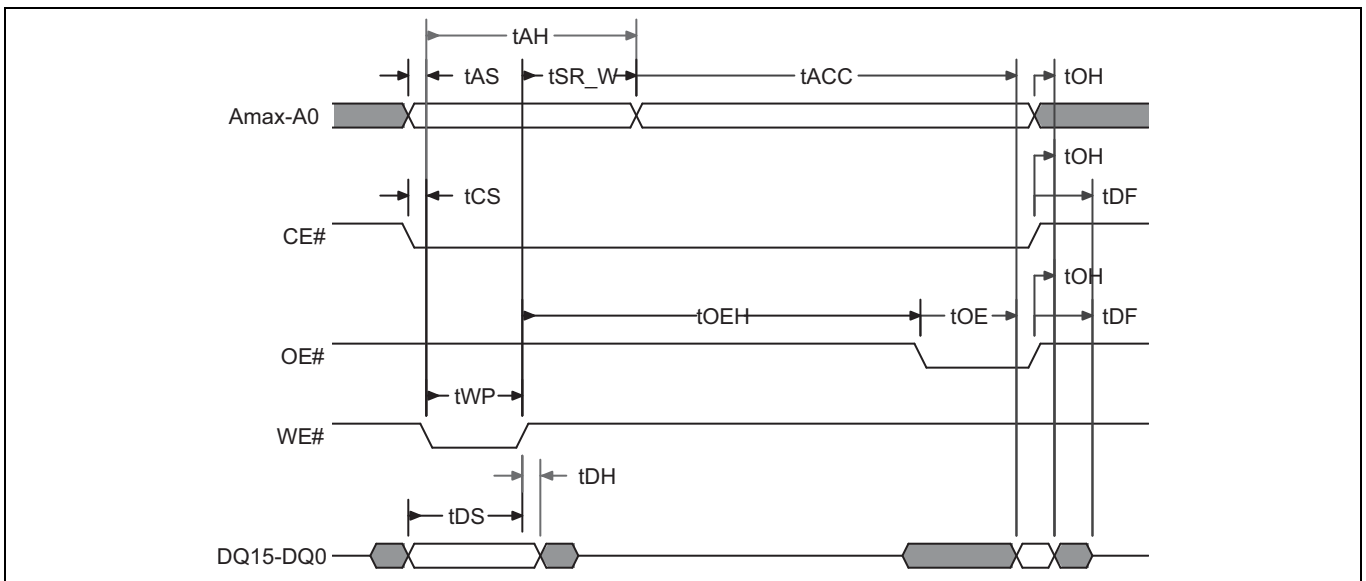 tAH
tAS
tSR_W
tACC
tOH
Amax-A0
tOH
tCS
tDF
CE#
tOH
tOEH
tOE
tDF
OE#
tWP
WE#
tDH
tDS
DQ15-DQ0